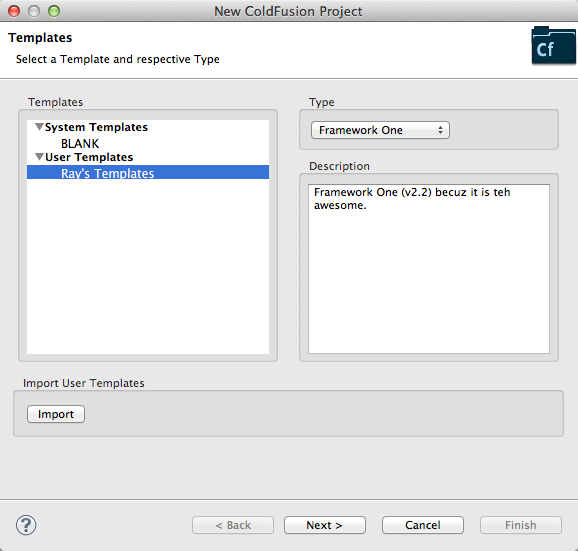 New ColdFusion Project
Templates
Select a Template and respective Type
Cf
Templates
System Templates
BLANK
User Templates
Ray's Templates
Type
Framework One
Description
Framework One (v2.2) becuz it is teh
awesome.
Import User Templates
Import
?
< Back
Next >
Cancel
Finish